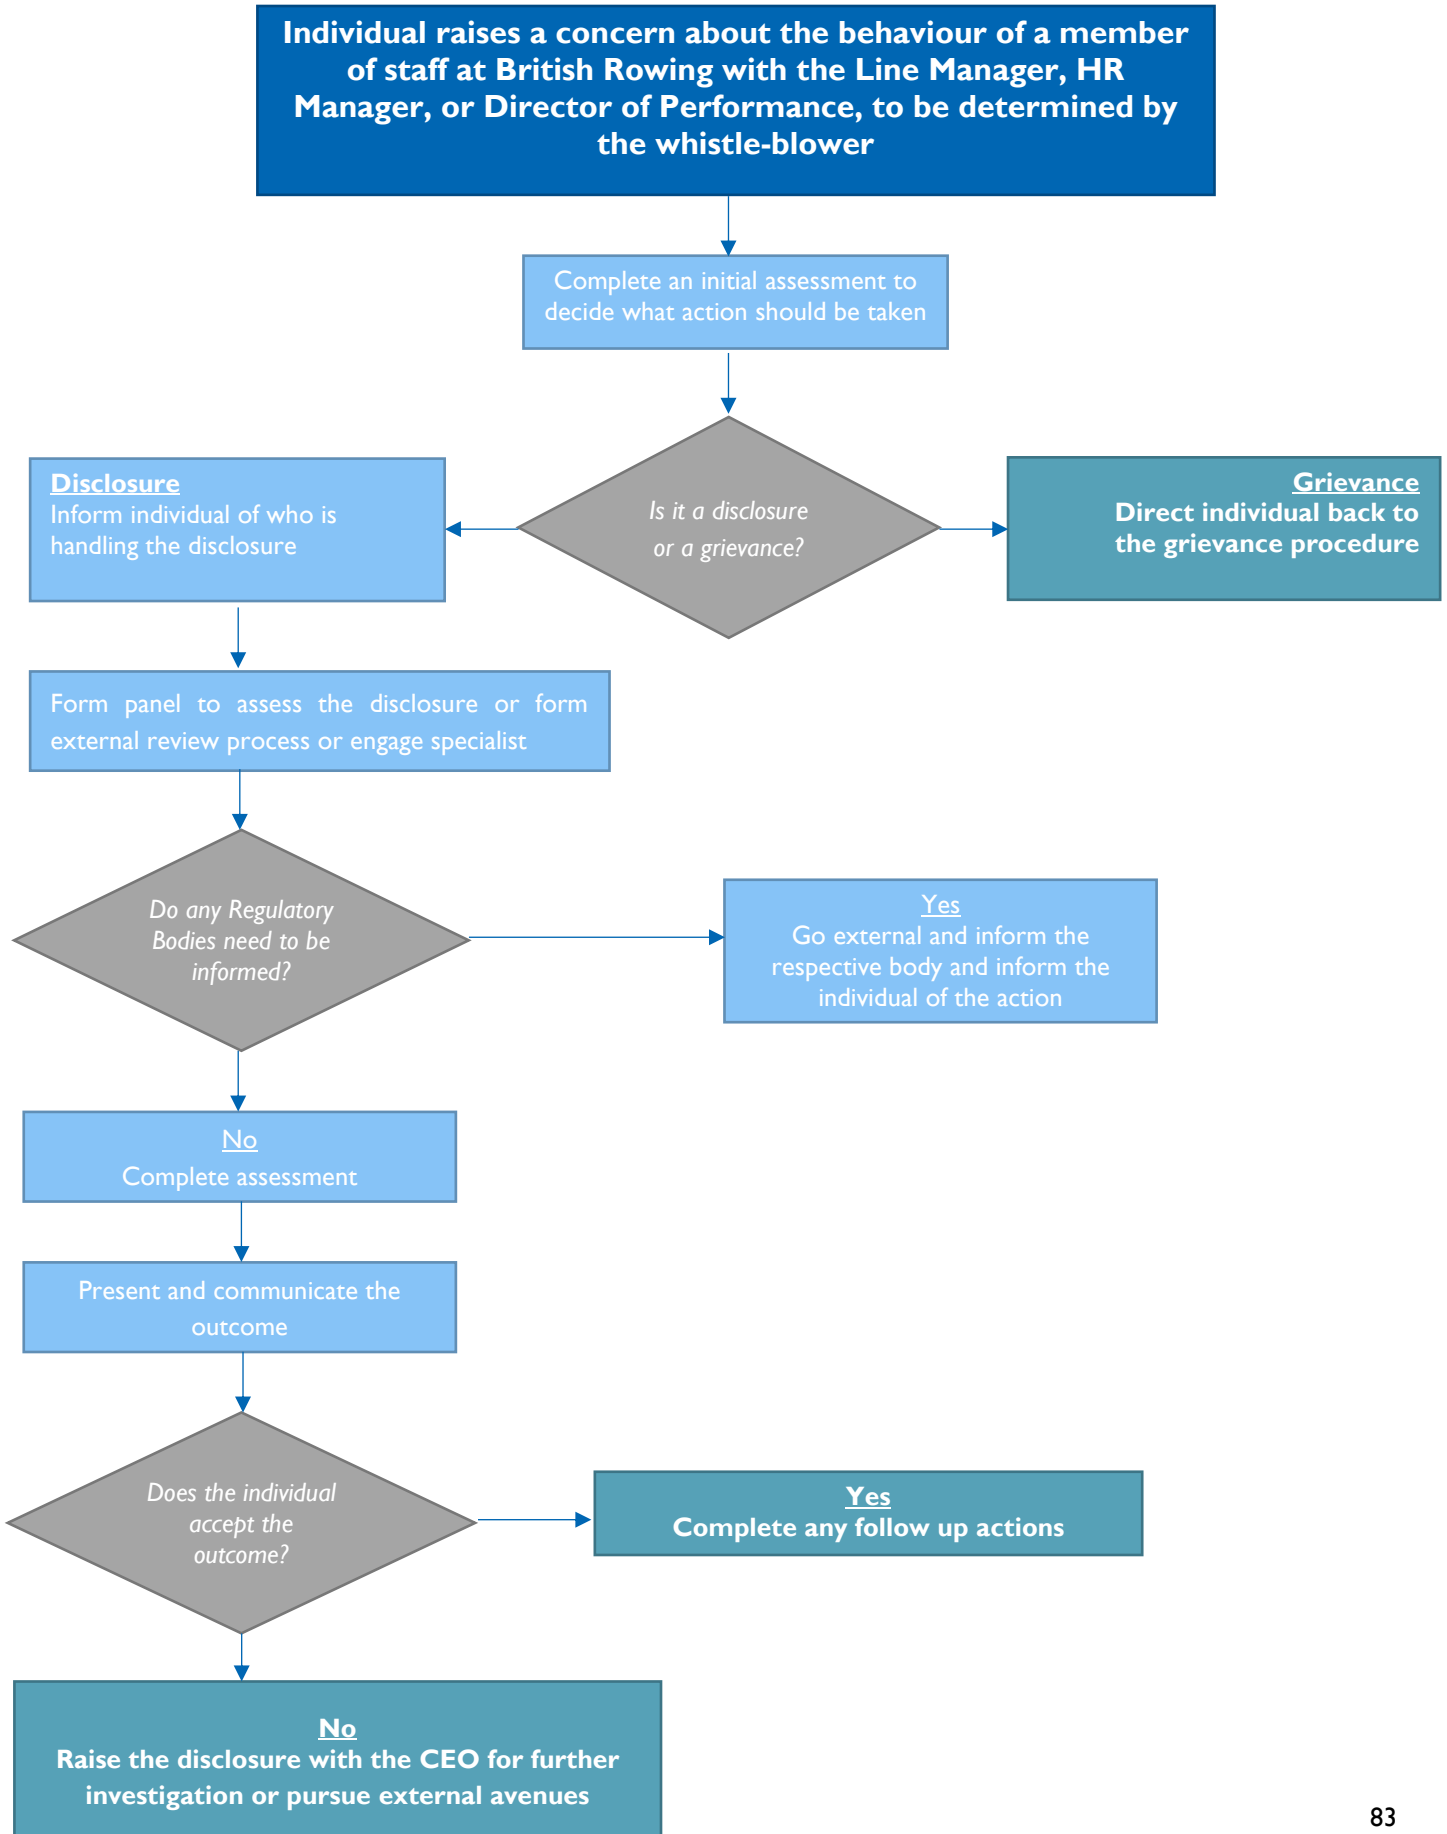 Individual raises a concern about the behaviour of a member
of staff at British Rowing with the Line Manager, HR
Manager, or Director of Performance, to be determined by
the whistle-blower
Complete an initial assessment to
decide what action should be taken
Is it a disclosure
or a grievance?
Disclosure
Inform individual of who is
handling the disclosure
Grievance
Direct individual back to
the grievance procedure
Form panel to assess the disclosure or form
external review process or engage specialist
Do any Regulatory
Bodies need to be
informed?
Yes
Go external and inform the
respective body and inform the
individual of the action
No
Complete assessment
Present and communicate the
outcome
Does the individual
accept the
outcome?
Yes
Complete any follow up actions
No
Raise the disclosure with the CEO for further
investigation or pursue external avenues
83